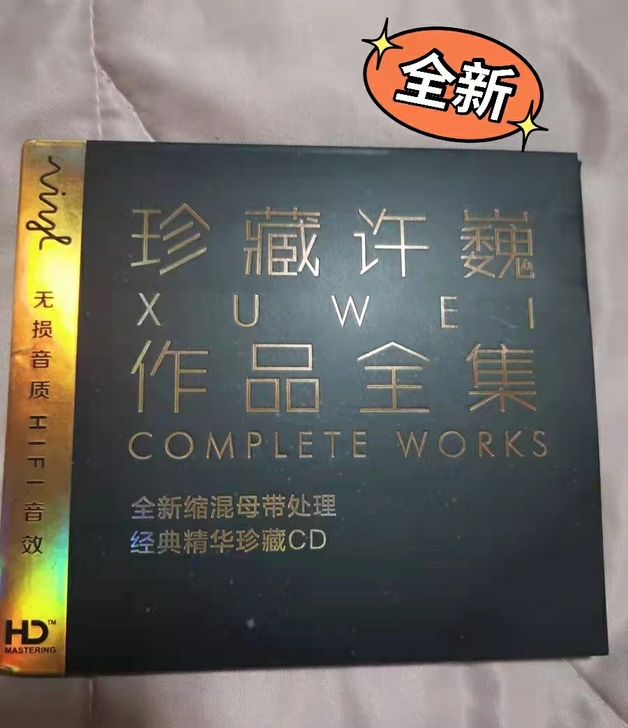 全新
vinyl
无损音质HIFI音效
HD™
MASTERING
珍藏许巍
XUWEI
作品全集
COMPLETE WORKS
全新缩混母带处理
经典精华珍藏CD